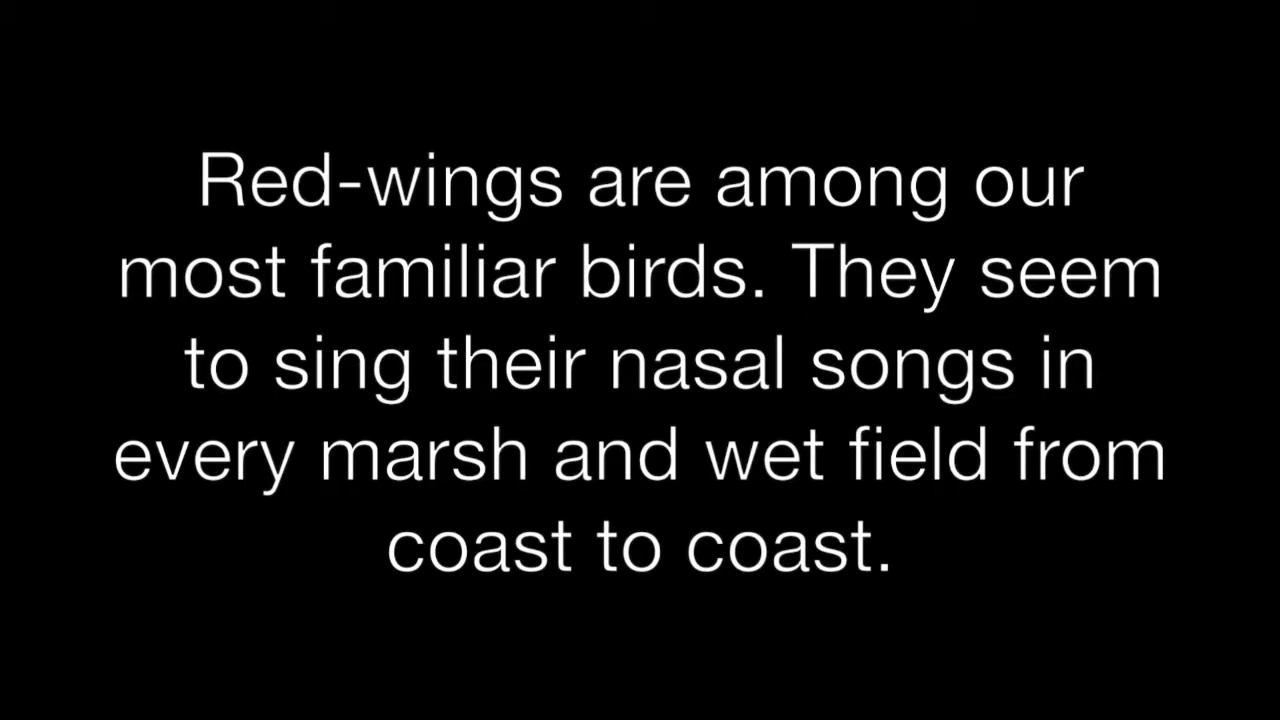 Red-wings are among our
most familiar birds. They seem
to sing their nasal songs in
every marsh and wet field from
coast to coast.